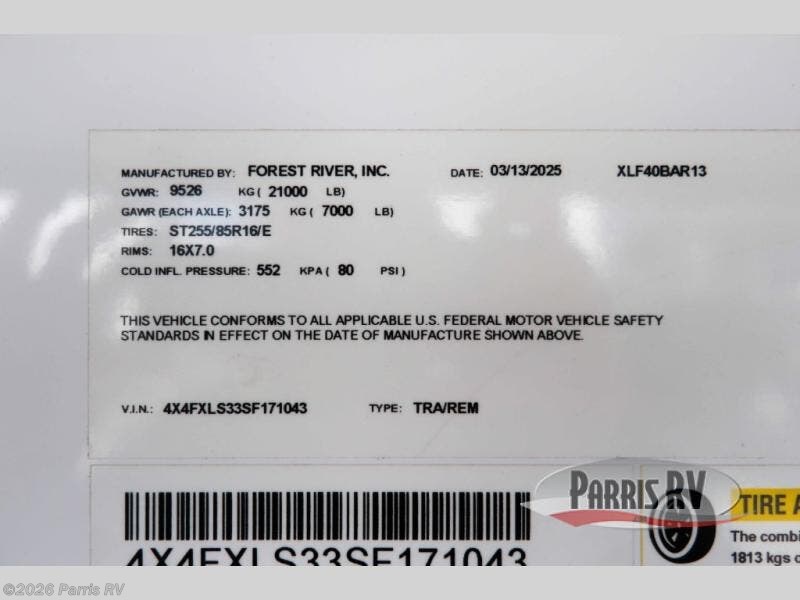 MANUFACTURED BY: FOREST RIVER, INC. DATE: 03/13/2025 XLF40BAR13
GVWR: 9526 KG ( 21000 LB)
GAWR (EACH AXLE): 3175 KG ( 7000 LB)
TIRES: ST255/85R16/E
RIMS: 16X7.0
COLD INFL. PRESSURE: 552 KPA ( 80 PSI )
THIS VEHICLE CONFORMS TO ALL APPLICABLE U.S. FEDERAL MOTOR VEHICLE SAFETY
STANDARDS IN EFFECT ON THE DATE OF MANUFACTURE SHOWN ABOVE.
V.I.N.: 4X4FXLS33SF171043 TYPE: TRA/REM
PARRIS RV
TIRE A
The combi
4X4FXLS33SF171043
1813 kgs o
©2026 Parris RV